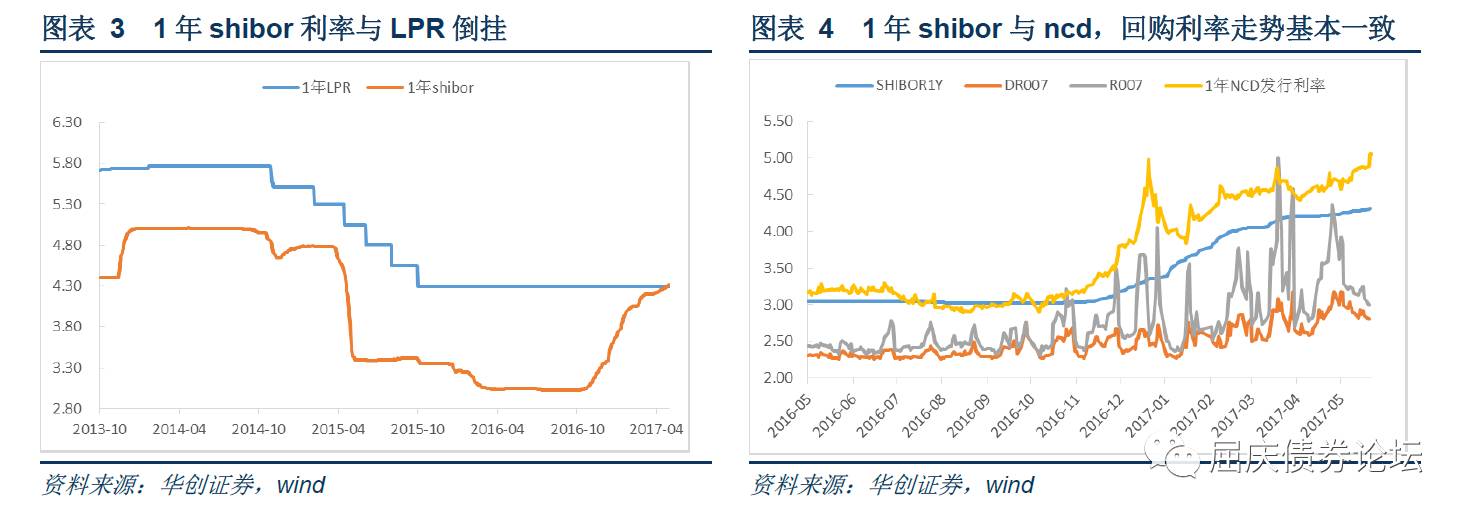 图表 3 1 年 shibor 利率与 LPR 倒挂
1年LPR 1年shibor
6.30
5.80
5.30
4.80
4.30
3.80
3.30
2.80
2013-10 2014-04 2014-10 2015-04 2015-10 2016-04 2016-10 2017-04
资料来源：华创证券，wind
图表 4 1 年 shibor 与 ncd，回购利率走势基本一致
SHIBOR1Y DR007 R007 1年NCD发行利率
5.50
5.00
4.50
4.00
3.50
3.00
2.50
2.00
2016-05 2016-06 2016-07 2016-08 2016-09 2016-10 2016-11 2016-12 2017-01 2017-02 2017-03 2017-04 2017-05
资料来源：华创证券，wind
屈庆债券论坛